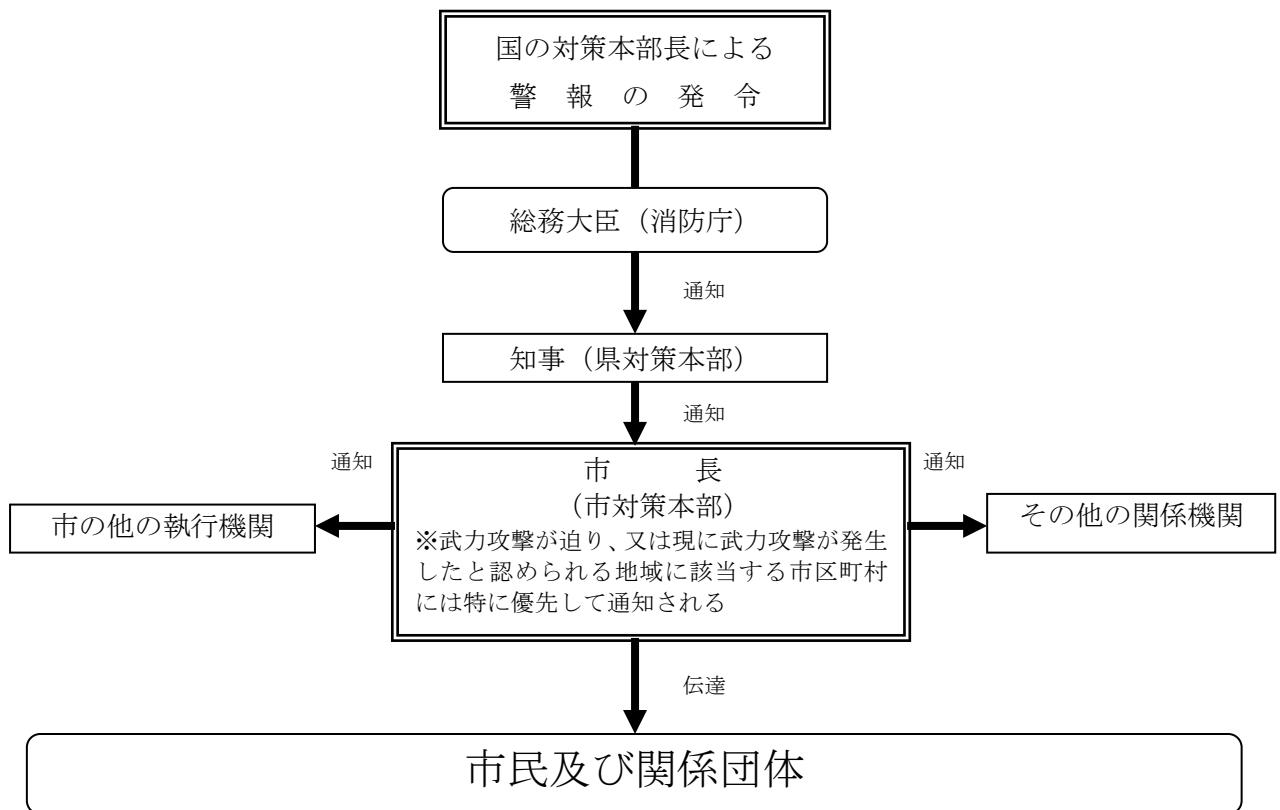 国の対策本部長による
警 報 の 発 令
総務大臣（消防庁）
通知
知事（県対策本部）
通知
通知
市 長
（市対策本部）
※武力攻撃が迫り、又は現に武力攻撃が発生
したと認められる地域に該当する市区町村
には特に優先して通知される
通知
市の他の執行機関
その他の関係機関
伝達
市民及び関係団体